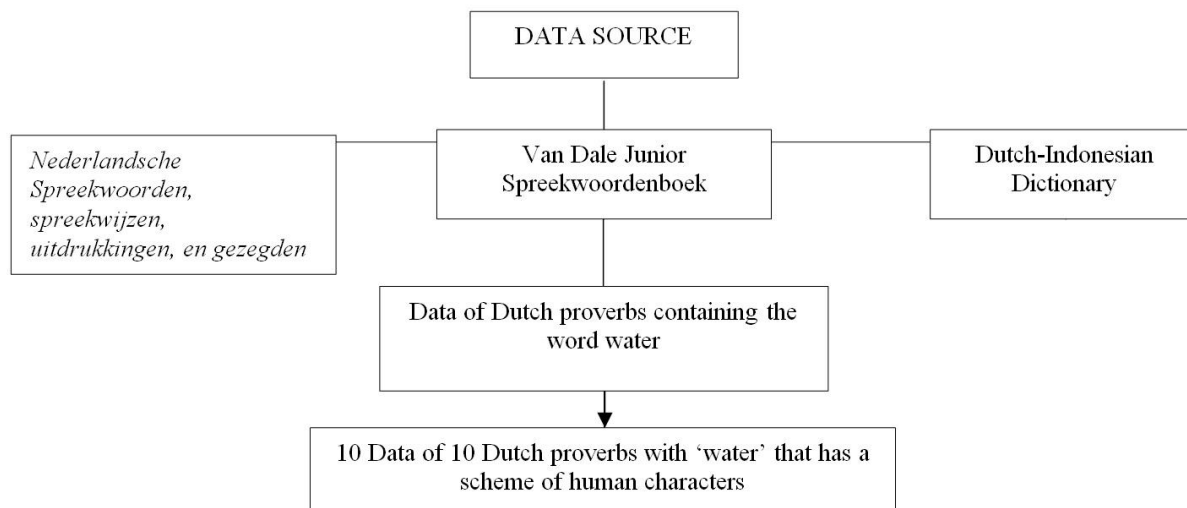 DATA SOURCE
Nederlandsche
Spreekwoorden,
spreekwijzen,
uitdrukkingen, en gezegden
Van Dale Junior
Spreekwoordenboek
Dutch-Indonesian
Dictionary
Data of Dutch proverbs containing the
word water
10 Data of 10 Dutch proverbs with ‘water’ that has a
scheme of human characters